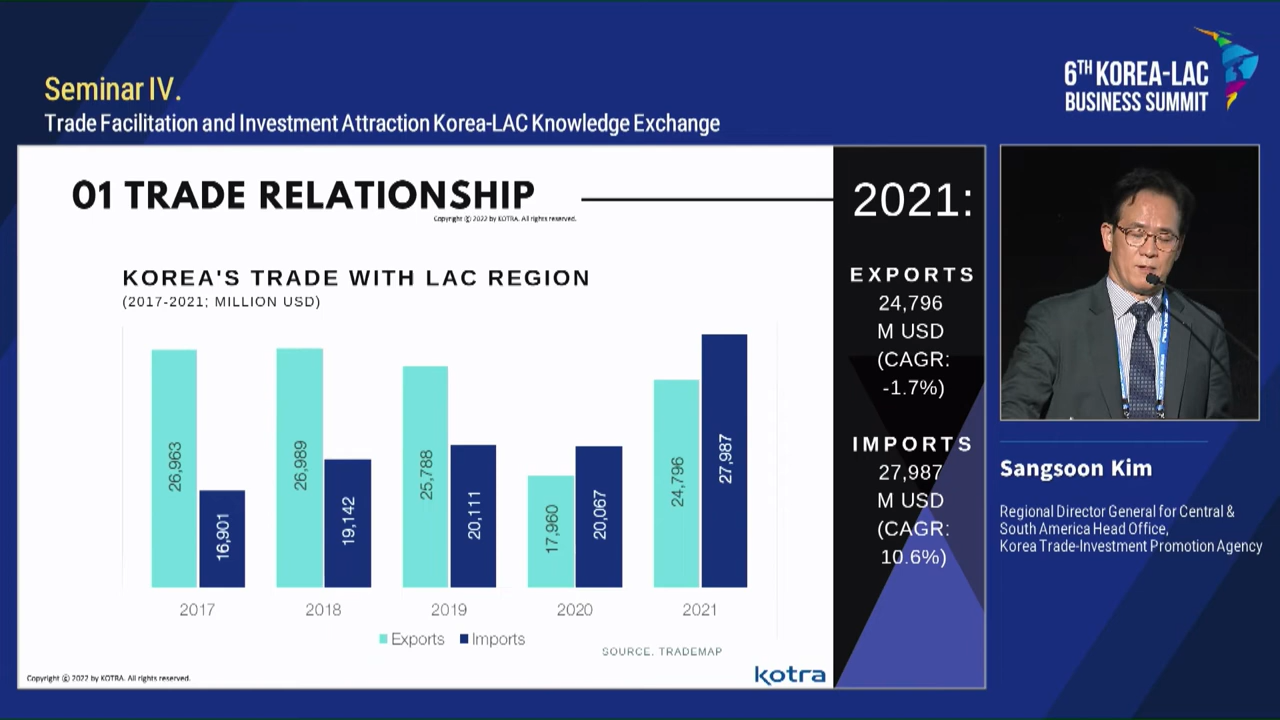 Seminar IV.
Trade Facilitation and Investment Attraction Korea-LAC Knowledge Exchange
6TH KOREA-LAC
BUSINESS SUMMIT
01 TRADE RELATIONSHIP
Copyright ⓒ 2022 by KOTRA. All rights reserved.
KOREA'S TRADE WITH LAC REGION
(2017-2021; MILLION USD)
26,963
16,901
26,989
19,142
25,788
20,111
17,960
20,067
24,796
27,987
2017
2018
2019
2020
2021
Exports
Imports
SOURCE. TRADEMAP
Copyright ⓒ 2022 by KOTRA. All rights reserved.
kotra
2021:
EXPORTS
24,796
M USD
(CAGR:
-1.7%)
IMPORTS
27,987
M USD
(CAGR:
10.6%)
Sangsoon Kim
Regional Director General for Central &
South America Head Office,
Korea Trade-Investment Promotion Agency